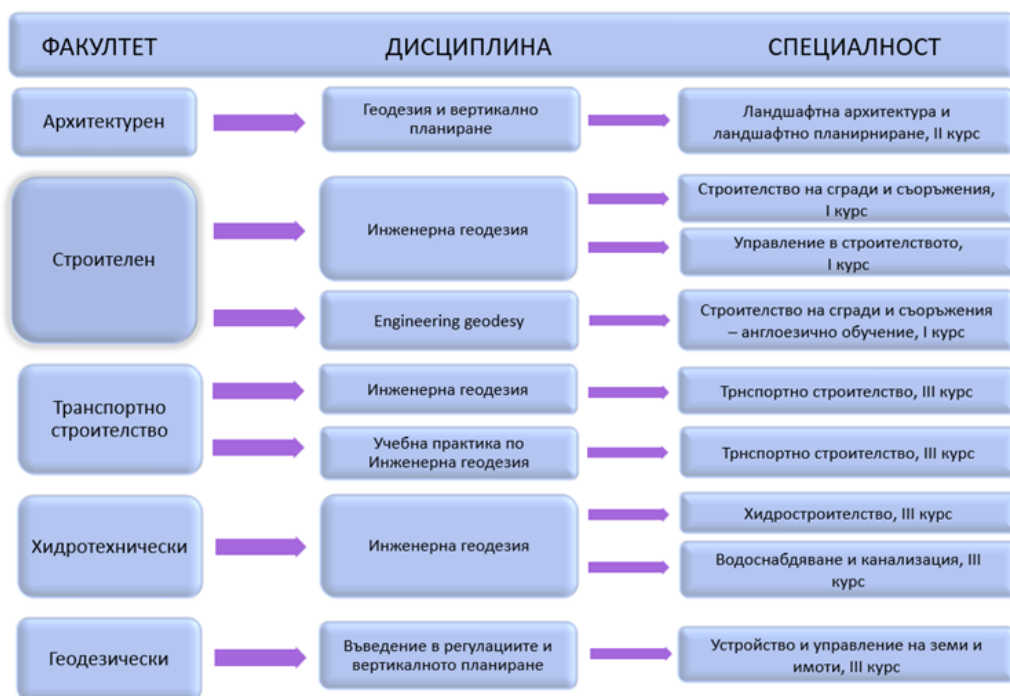 ФАКУЛТЕТ ДИСЦИПЛИНА СПЕЦИАЛНОСТ
Архитектурен
Геодезия и вертикално
планиране
Ландшафтна архитектура и
ландшафтно планирниране, II курс
Строителен
Инженерна геодезия
Строителство на сгради и съоръжения,
I курс
Управление в строителството,
I курс
Engineering geodesy
Строителство на сгради и съоръжения
– англоезично обучение, I курс
Транспортно
строителство
Инженерна геодезия
Трнспортно строителство, III курс
Учебна практика по
Инженерна геодезия
Трнспортно строителство, III курс
Хидротехнически
Инженерна геодезия
Хидростроителство, III курс
Водоснабдяване и канализация, III
курс
Геодезически
Въведение в регулациите и
вертикалното планиране
Устройство и управление на земи и
имоти, III курс